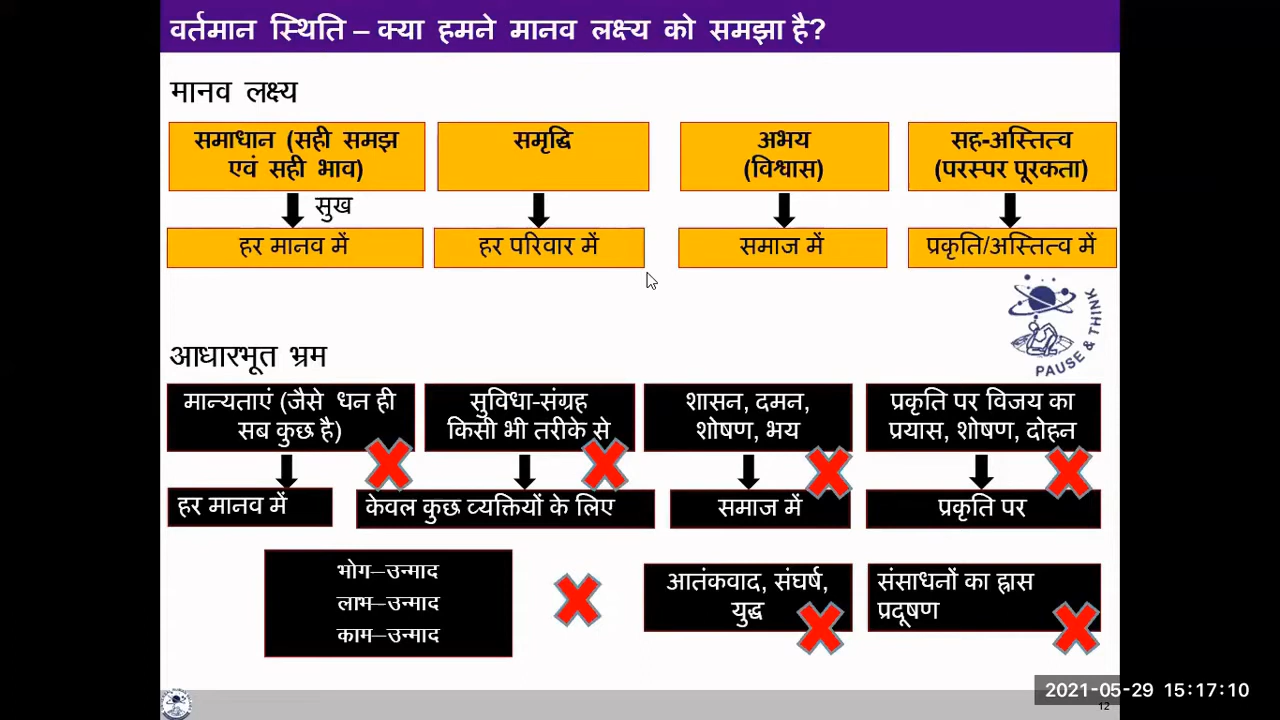 वर्तमान स्थिति – क्या हमने मानव लक्ष्य को समझा है?
मानव लक्ष्य
समाधान (सही समझ
एवं सही भाव)
समृद्धि
अभय
(विश्वास)
सह-अस्तित्व
(परस्पर पूरकता)
सुख
हर मानव में
हर परिवार में
समाज में
प्रकृति/अस्तित्व में
PAUSE & THINK
आधारभूत भ्रम
मान्यताएं (जैसे धन ही
सब कुछ है)
सुविधा-संग्रह
किसी भी तरीके से
शासन, दमन,
शोषण, भय
प्रकृति पर विजय का
प्रयास, शोषण, दोहन
हर मानव में
केवल कुछ व्यक्तियों के लिए
समाज में
प्रकृति पर
भोग–उन्माद
लाभ–उन्माद
काम–उन्माद
आतंकवाद, संघर्ष,
युद्ध
संसाधनों का ह्रास
प्रदूषण
2021-05-29 15:17:10
12